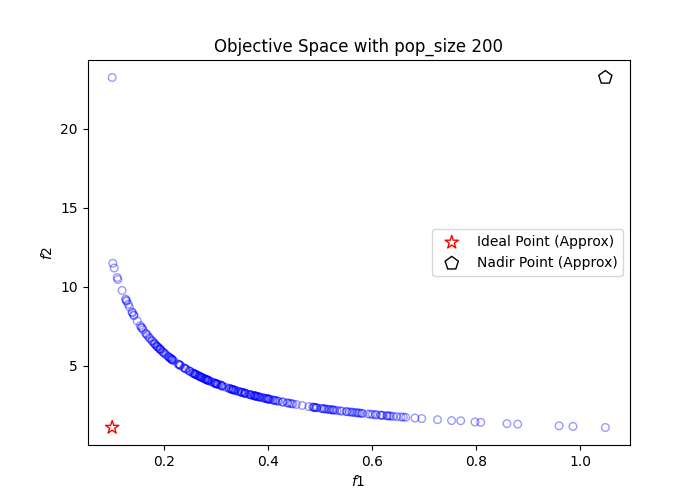 Objective Space with pop_size 200
f2
20
15
10
5
Ideal Point (Approx)
Nadir Point (Approx)
0.2 0.4 0.6 0.8 1.0
f1